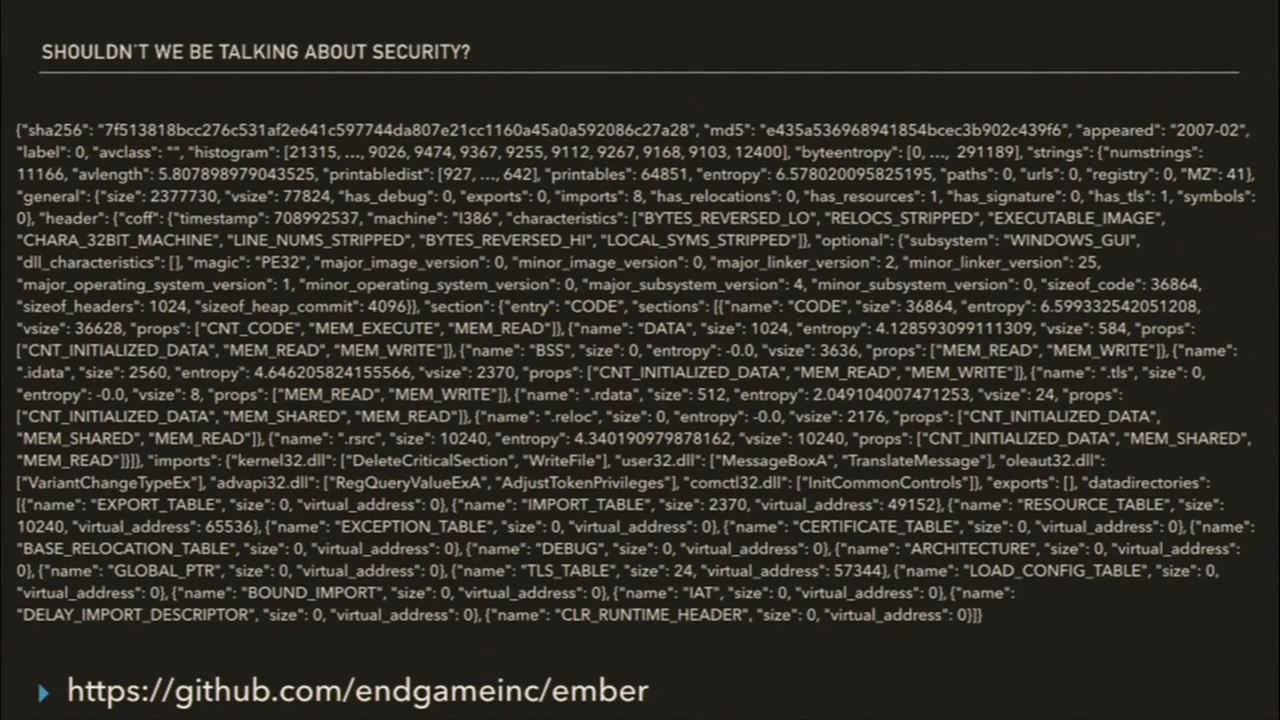 SHOULDN'T WE BE TALKING ABOUT SECURITY?
{"sha256": "7f513818bcc276c531af2e641c597744da807e21cc1160a45a0a592086c27a28", "md5": "e435a536968941854bcec3b902c439f6", "appeared": "2007-02",
"label": 0, "avclass": "", "histogram": [21315, ..., 9026, 9474, 9367, 9255, 9112, 9267, 9168, 9103, 12400], "byteentropy": [0, ..., 291189], "strings": {"numstrings":
11166, "avlength": 5.807898979043525, "printabledist": [927, ..., 642], "printables": 64851, "entropy": 6.578020095825195, "paths": 0, "urls": 0, "registry": 0, "MZ": 41},
"general": {"size": 2377730, "vsize": 77824, "has_debug": 0, "exports": 0, "imports": 8, "has_relocations": 0, "has_resources": 1, "has_signature": 0, "has_tls": 1, "symbols":
0}, "header": {"coff": {"timestamp": 708992537, "machine": "I386", "characteristics": ["BYTES_REVERSED_LO", "RELOCS_STRIPPED", "EXECUTABLE_IMAGE",
"CHARA_32BIT_MACHINE", "LINE_NUMS_STRIPPED", "BYTES_REVERSED_HI", "LOCAL_SYMS_STRIPPED"]}, "optional": {"subsystem": "WINDOWS_GUI",
"dll_characteristics": [], "magic": "PE32", "major_image_version": 0, "minor_image_version": 0, "major_linker_version": 2, "minor_linker_version": 25,
"major_operating_system_version": 1, "minor_operating_system_version": 0, "major_subsystem_version": 4, "minor_subsystem_version": 0, "sizeof_code": 36864,
"sizeof_headers": 1024, "sizeof_heap_commit": 4096}}, "section": {"entry": "CODE", "sections": [{"name": "CODE", "size": 36864, "entropy": 6.599332542051208,
"vsize": 36628, "props": ["CNT_CODE", "MEM_EXECUTE", "MEM_READ"]}, {"name": "DATA", "size": 1024, "entropy": 4.128593099111309, "vsize": 584, "props":
["CNT_INITIALIZED_DATA", "MEM_READ", "MEM_WRITE"]}, {"name": "BSS", "size": 0, "entropy": -0.0, "vsize": 3636, "props": ["MEM_READ", "MEM_WRITE"]}, {"name":
".idata", "size": 2560, "entropy": 4.646205824155566, "vsize": 2370, "props": ["CNT_INITIALIZED_DATA", "MEM_READ", "MEM_WRITE"]}, {"name": ".tls", "size": 0,
"entropy": -0.0, "vsize": 8, "props": ["MEM_READ", "MEM_WRITE"]}, {"name": ".rdata", "size": 512, "entropy": 2.049104007471253, "vsize": 24, "props":
["CNT_INITIALIZED_DATA", "MEM_SHARED", "MEM_READ"]}, {"name": ".reloc", "size": 0, "entropy": -0.0, "vsize": 2176, "props": ["CNT_INITIALIZED_DATA",
"MEM_SHARED", "MEM_READ"]}, {"name": ".rsrc", "size": 10240, "entropy": 4.340190979878162, "vsize": 10240, "props": ["CNT_INITIALIZED_DATA", "MEM_SHARED",
"MEM_READ"]}]}, "imports": {"kernel32.dll": ["DeleteCriticalSection", "WriteFile"], "user32.dll": ["MessageBoxA", "TranslateMessage"], "oleaut32.dll":
["VariantChangeTypeEx"], "advapi32.dll": ["RegQueryValueExA", "AdjustTokenPrivileges"], "comctl32.dll": ["InitCommonControls"]}, "exports": [], "datadirectories":
[{"name": "EXPORT_TABLE", "size": 0, "virtual_address": 0}, {"name": "IMPORT_TABLE", "size": 2370, "virtual_address": 49152}, {"name": "RESOURCE_TABLE", "size":
10240, "virtual_address": 65536}, {"name": "EXCEPTION_TABLE", "size": 0, "virtual_address": 0}, {"name": "CERTIFICATE_TABLE", "size": 0, "virtual_address": 0}, {"name":
"BASE_RELOCATION_TABLE", "size": 0, "virtual_address": 0}, {"name": "DEBUG", "size": 0, "virtual_address": 0}, {"name": "ARCHITECTURE", "size": 0, "virtual_address":
0}, {"name": "GLOBAL_PTR", "size": 0, "virtual_address": 0}, {"name": "TLS_TABLE", "size": 24, "virtual_address": 57344}, {"name": "LOAD_CONFIG_TABLE", "size": 0,
"virtual_address": 0}, {"name": "BOUND_IMPORT", "size": 0, "virtual_address": 0}, {"name": "IAT", "size": 0, "virtual_address": 0}, {"name":
"DELAY_IMPORT_DESCRIPTOR", "size": 0, "virtual_address": 0}, {"name": "CLR_RUNTIME_HEADER", "size": 0, "virtual_address": 0}]}
https://github.com/endgameinc/ember